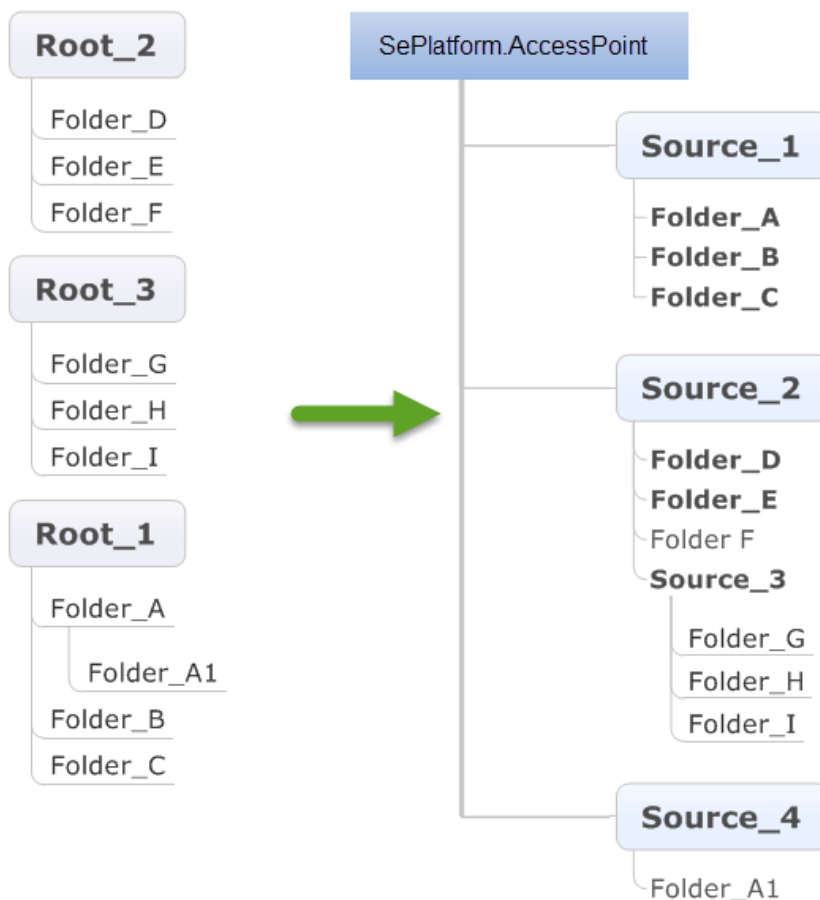 Root_2
Folder_D
Folder_E
Folder_F
Root_3
Folder_G
Folder_H
Folder_I
Root_1
Folder_A
Folder_A1
Folder_B
Folder_C
SePlatform.AccessPoint
Source_1
Folder_A
Folder_B
Folder_C
Source_2
Folder_D
Folder_E
Folder F
Source_3
Folder_G
Folder_H
Folder_I
Source_4
Folder_A1